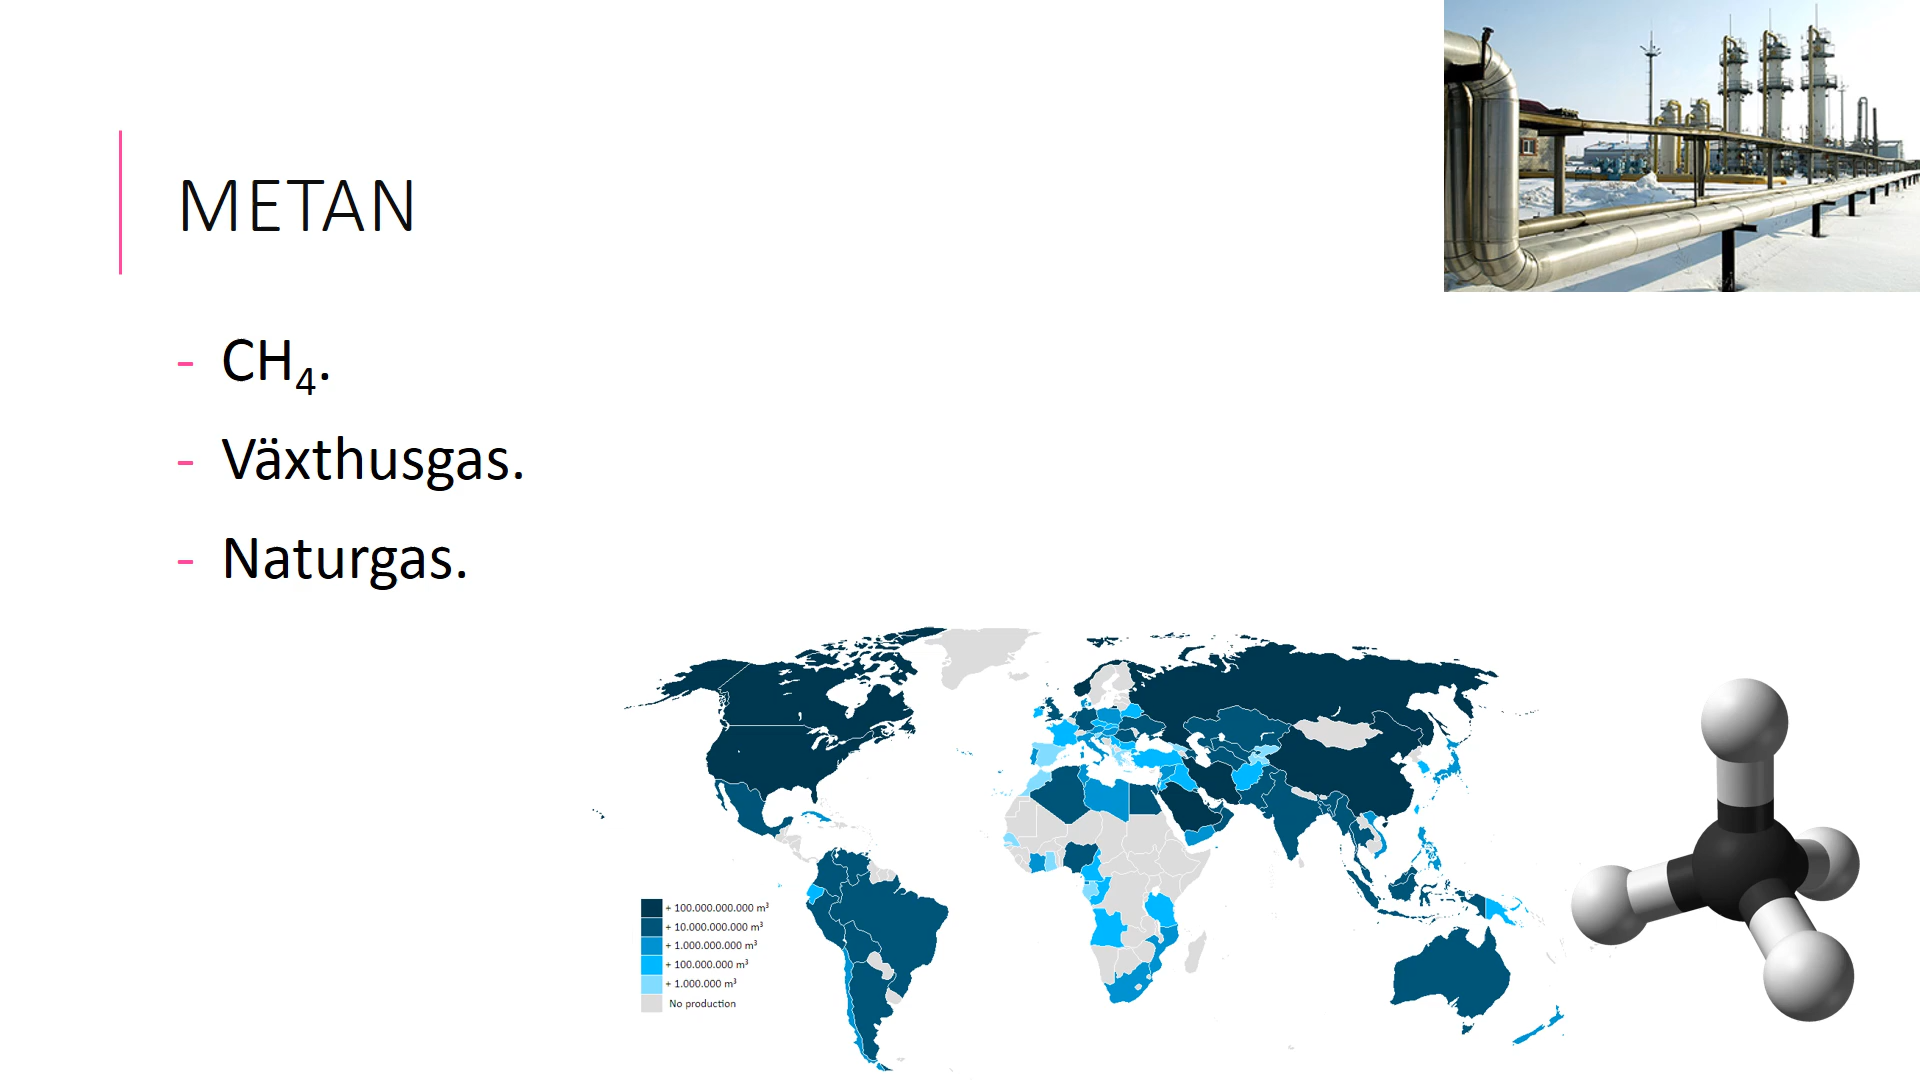 METAN
- CH₄.
- Växthusgas.
- Naturgas.
+ 100.000.000.000 m³
+ 10.000.000.000 m³
+ 1.000.000.000 m³
+ 100.000.000 m³
+ 1.000.000 m³
No production